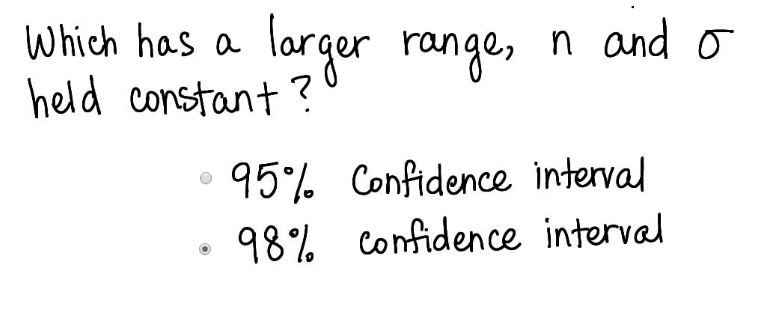 Which has a larger range, n and σ
held constant?
95% Confidence interval
98% confidence interval